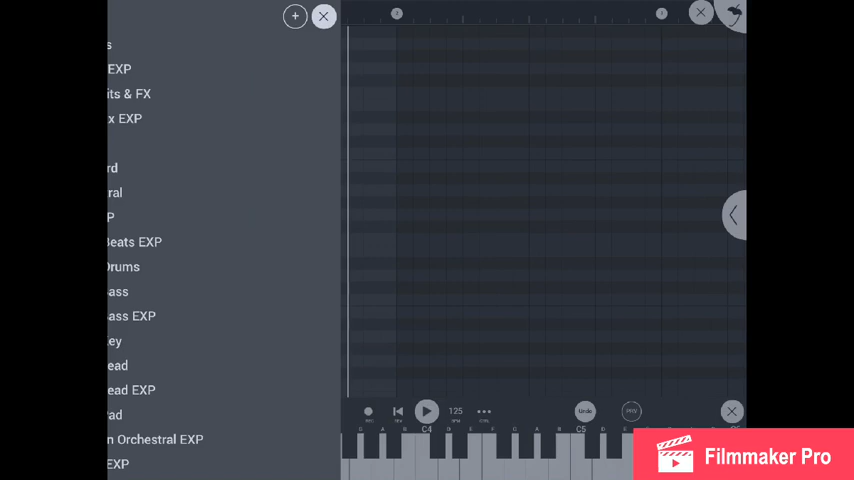 s
EXP
its & FX
x EXP
rd
ral
P
Beats EXP
Drums
ass
ass EXP
ey
ead
ead EXP
ad
n Orchestral EXP
EXP
125
BPM
Undo
C4
C5
Filmmaker Pro